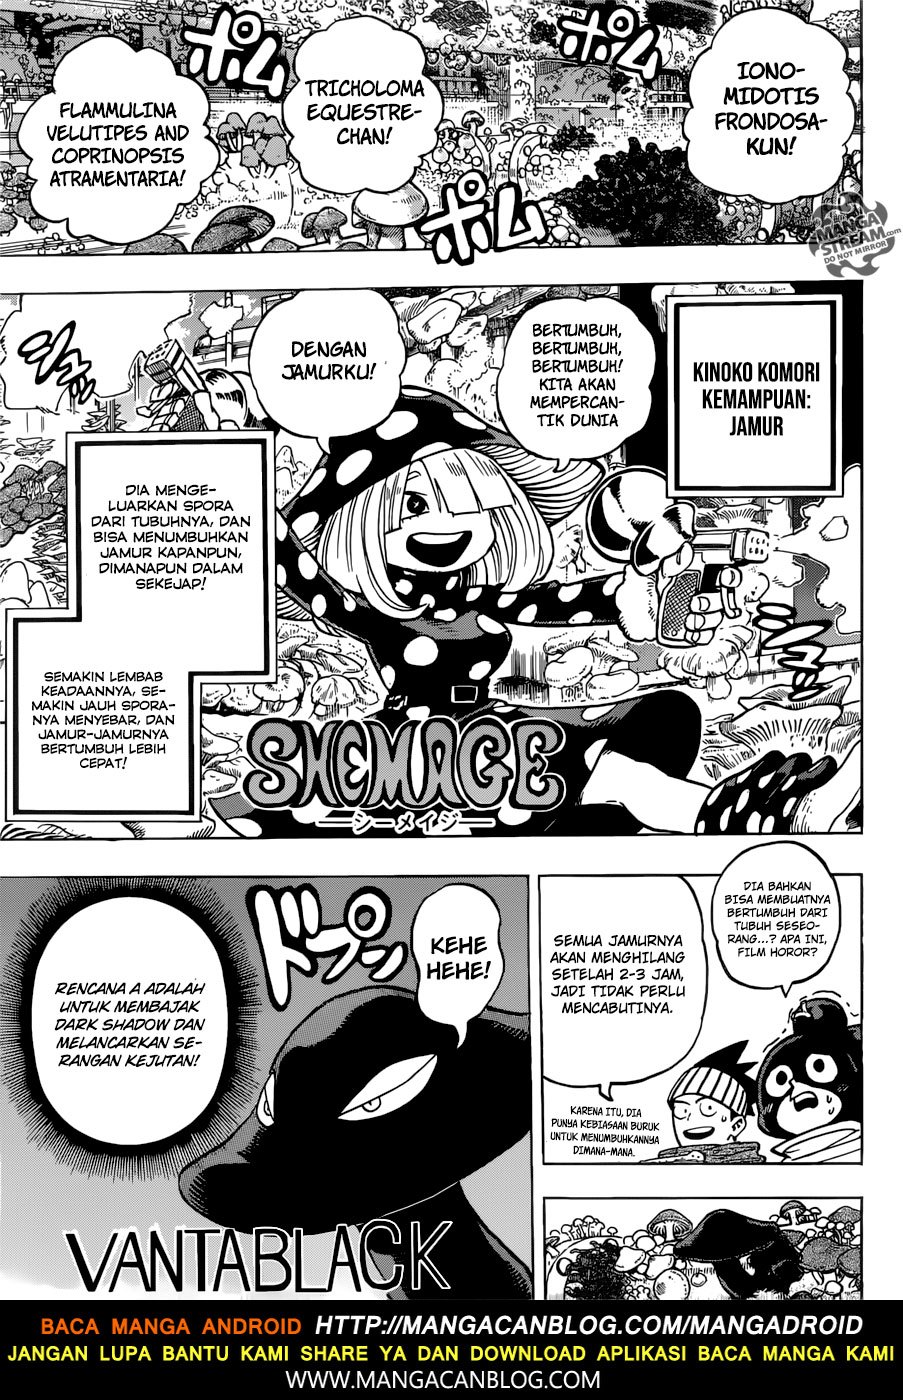 ポム
ポム
ポム
IONO-
MIDOTIS
FRONDOSA-
KUN!
TRICHOLOMA
EQUESTRE-
CHAN!
FLAMMULINA
VELUTIPES AND
COPRINOPSIS
ATRAMENTARIA!
MANGA
STREAM.com
DO NOT MIRROR
KINOKO KOMORI
KEMAMPUAN:
JAMUR
BERTUMBUH,
BERTUMBUH,
BERTUMBUH!
KITA AKAN
MEMPERCAN-
TIK DUNIA
DENGAN
JAMURKU!
DIA MENGE-
LUARKAN SPORA
DARI TUBUHNYA, DAN
BISA MENUMBUHKAN
JAMUR KAPANPUN,
DIMANAPUN DALAM
SEKEJAP!
SEMAKIN LEMBAB
KEADAANNYA, SE-
MAKIN JAUH SPORA-
NYA MENYEBAR, DAN
JAMUR-JAMURNYA
BERTUMBUH LEBIH
CEPAT!
SHEMAGE
シーメイジ
DIA BAHKAN
BISA MEMBUATNYA
BERTUMBUH DARI
TUBUH SESEO-
RANG...? APA INI,
FILM HOROR?
SEMUA JAMURNYA
AKAN MENGHILANG
SETELAH 2-3 JAM,
JADI TIDAK PERLU
MENCABUTINYA.
KARENA ITU, DIA
PUNYA KEBIASAAN BURUK
UNTUK MENUMBUHKANNYA
DIMANA-MANA.
KEHE
HEHE!
ドプン
RENCANA A ADALAH
UNTUK MEMBAJAK
DARK SHADOW DAN
MELANCARKAN SE-
RANGAN KEJUTAN!
VANTABLACK
BACA MANGA ANDROID HTTP://MANGACANBLOG.COM/MANGADROID
JANGAN LUPA BANTU KAMI SHARE YA DAN DOWNLOAD APLIKASI BACA MANGA KAMI
WWW.MANGACANBLOG.COM